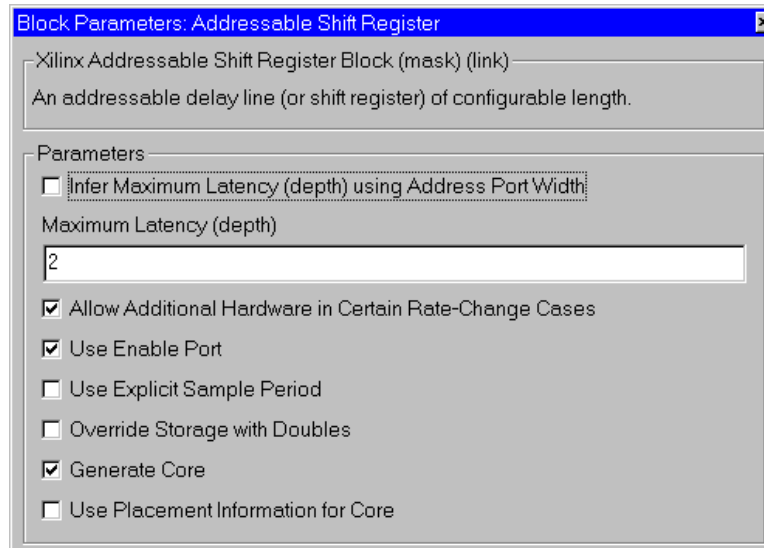 Block Parameters: Addressable Shift Register
Xilinx Addressable Shift Register Block (mask) (link)
An addressable delay line (or shift register) of configurable length.
Parameters
Infer Maximum Latency (depth) using Address Port Width
Maximum Latency (depth)
2
Allow Additional Hardware in Certain Rate-Change Cases
Use Enable Port
Use Explicit Sample Period
Override Storage with Doubles
Generate Core
Use Placement Information for Core